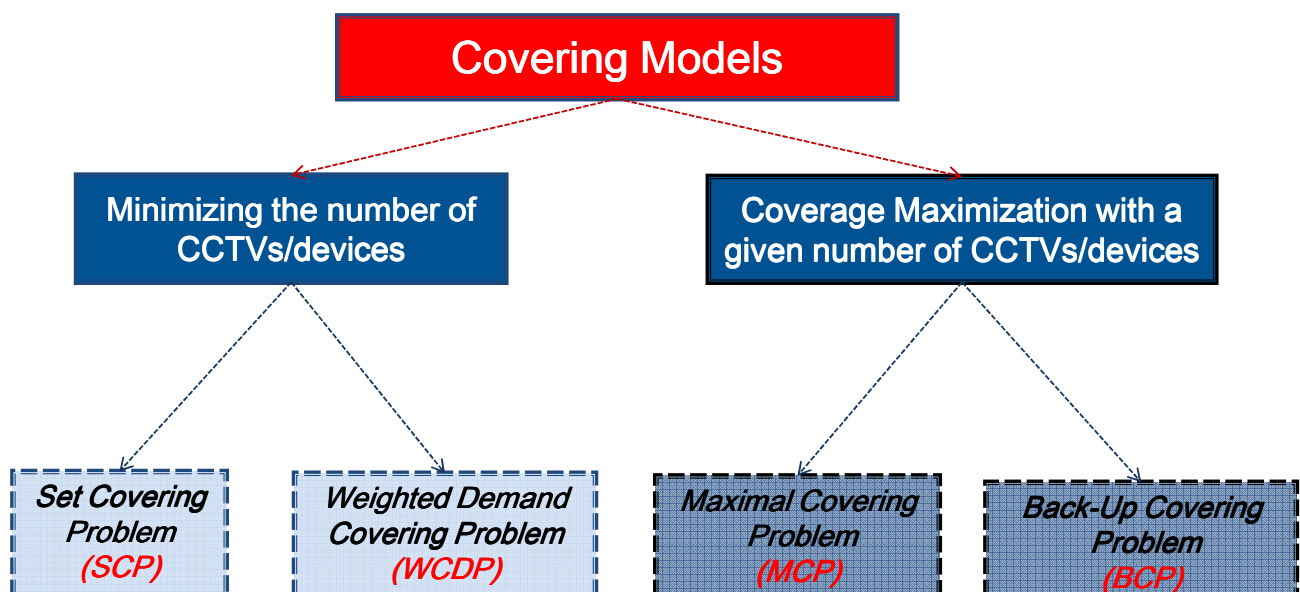 Covering Models
Minimizing the number of
CCTVs/devices
Coverage Maximization with a
given number of CCTVs/devices
Set Covering
Problem
(SCP)
Weighted Demand
Covering Problem
(WCDP)
Maximal Covering
Problem
(MCP)
Back-Up Covering
Problem
(BCP)